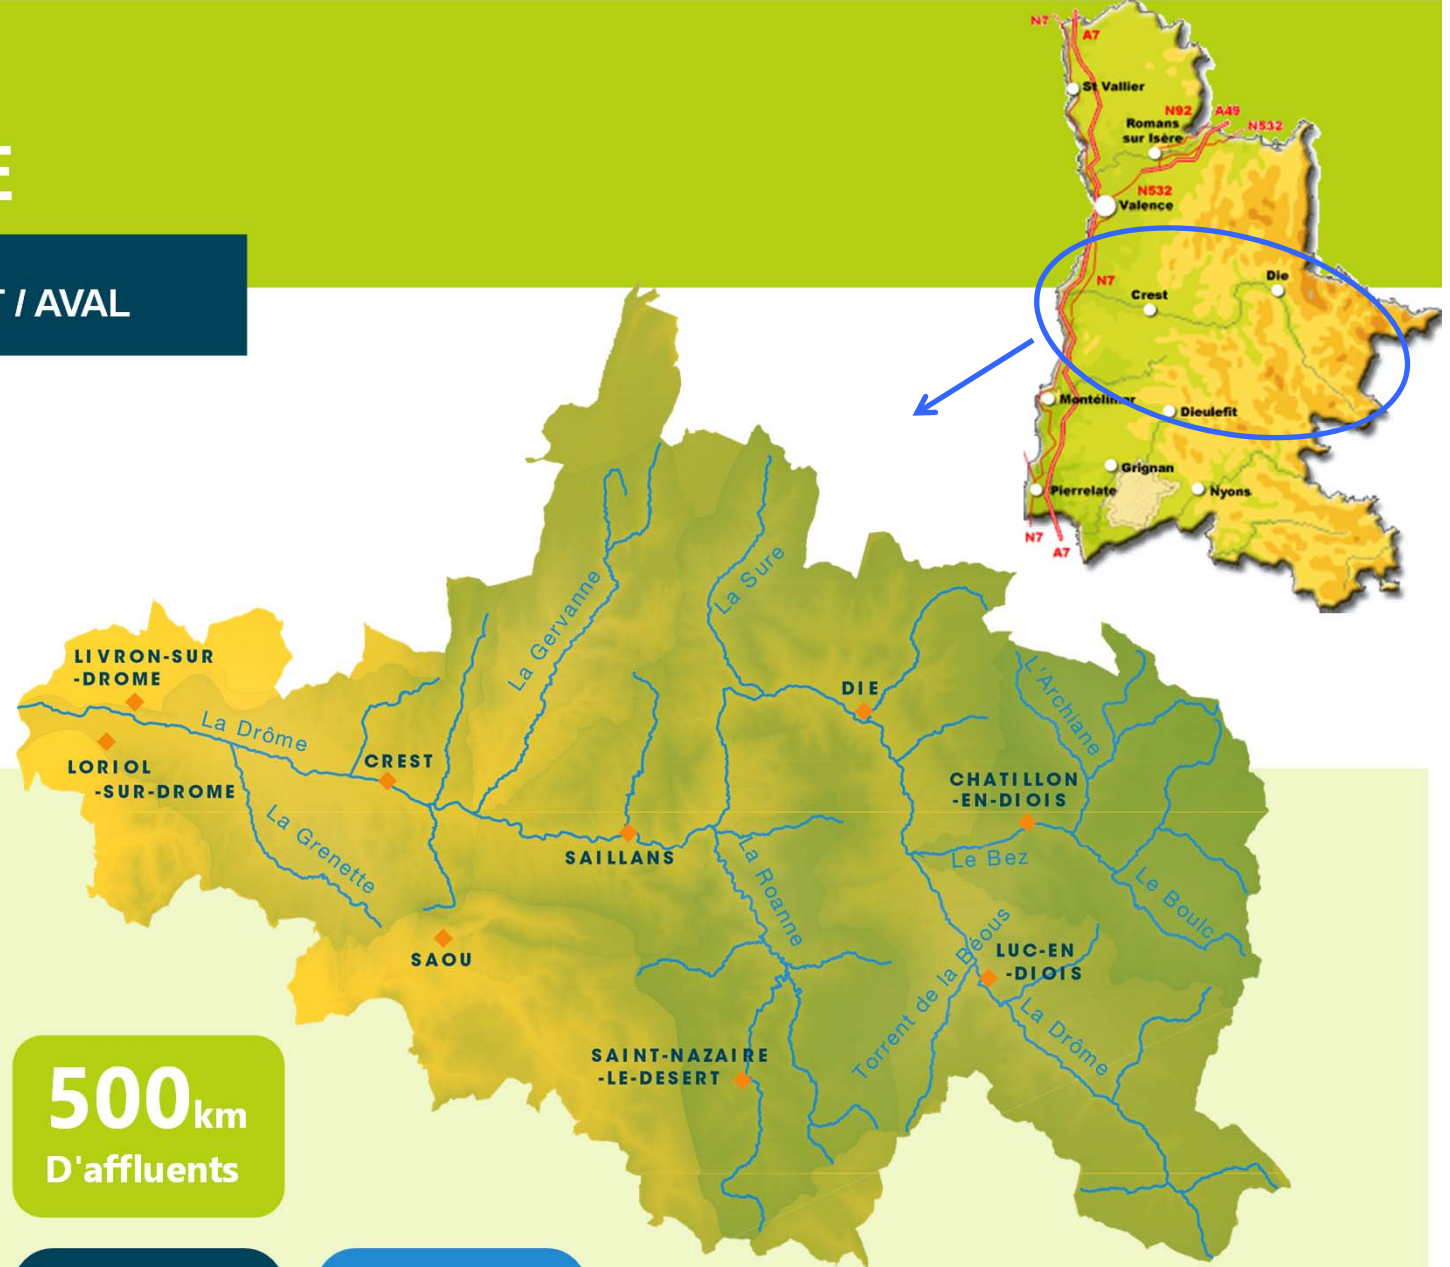 E
/ AVAL
N7
A7
St Vallier
N92
A49
Romans
sur Isère
N532
N532
Valence
N7
Crest
Die
Montélimar
Dieulefit
Grignan
Pierrelate
Nyons
N7
A7
La Gervanne
La Sure
LIVRON-SUR
-DROME
La Drôme
LORIOL
-SUR-DROME
CREST
DIE
L'Archiane
CHATILLON
-EN-DIOIS
La Grenette
SAILLANS
La Roanne
Le Bez
Le Boulc
SAOU
Torrent de la Béous
LUC-EN
-DIOIS
La Drôme
SAINT-NAZAIRE
-LE-DESERT
500km
D'affluents